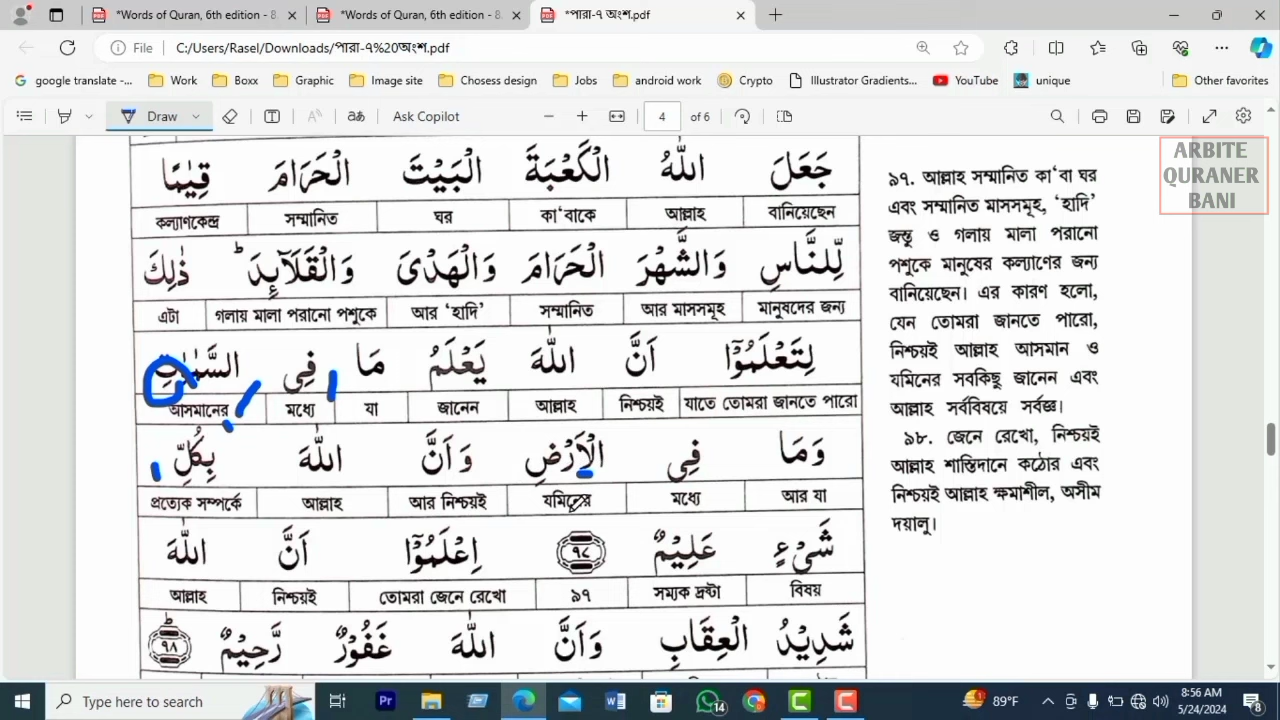 *Words of Quran, 6th edition - 8
*Words of Quran, 6th edition - 8
*পারা-৭ অংশ.pdf
File C:/Users/Rasel/Downloads/পারা-৭%20অংশ.pdf
google translate -... Work Boxx Graphic Image site Chosess design Jobs android work Crypto Illustrator Gradients... YouTube unique Other favorites
Draw Ask Copilot 4 of 6
ARBITE
QURANER
BANI
جَعَلَ اللّٰهُ الْكَعْبَةَ الْبَيْتَ الْحَرَامَ قِيٰمًا
বানিয়েছেন আল্লাহ কা‘বাকে ঘর সম্মানিত কল্যাণকেন্দ্র
لِّلنَّاسِ وَالشَّهْرَ الْحَرَامَ وَالْهَدْىَ وَالْقَلَآئِدَ ؕ ذٰلِكَ
মানুষদের জন্য আর মাসসমূহ সম্মানিত আর ‘হাদি’ গলায় মালা পরানো পশুকে এটা
لِتَعْلَمُوْٓا اَنَّ اللّٰهَ يَعْلَمُ مَا فِى السَّمٰوٰتِ
যাতে তোমরা জানতে পারো নিশ্চয়ই আল্লাহ জানেন যা মধ্যে আসমানের
وَمَا فِى الْاَرْضِ وَاَنَّ اللّٰهَ بِكُلِّ
আর যা মধ্যে যমিনের আর নিশ্চয়ই আল্লাহ প্রত্যেক সম্পর্কে
شَىْءٍ عَلِيْمٌ ٩٧ اِعْلَمُوْٓا اَنَّ اللّٰهَ
বিষয় সম্যক দ্রষ্টা ৯৭ তোমরা জেনে রেখো নিশ্চয়ই আল্লাহ
شَدِيْدُ الْعِقَابِ وَاَنَّ اللّٰهَ غَفُوْرٌ رَّحِيْمٌ ٩٨
৯৭. আল্লাহ সম্মানিত কা‘বা ঘর
এবং সম্মানিত মাসসমূহ, ‘হাদি’
জন্তু ও গলায় মালা পরানো
পশুকে মানুষের কল্যাণের জন্য
বানিয়েছেন। এর কারণ হলো,
যেন তোমরা জানতে পারো,
নিশ্চয়ই আল্লাহ আসমান ও
যমিনের সবকিছু জানেন এবং
আল্লাহ সর্ববিষয়ে সর্বজ্ঞ।
৯৮. জেনে রেখো, নিশ্চয়ই
আল্লাহ শাস্তিদানে কঠোর এবং
নিশ্চয়ই আল্লাহ ক্ষমাশীল, অসীম
দয়ালু।
Type here to search Pr 14 89°F 8:56 AM
5/24/2024 8